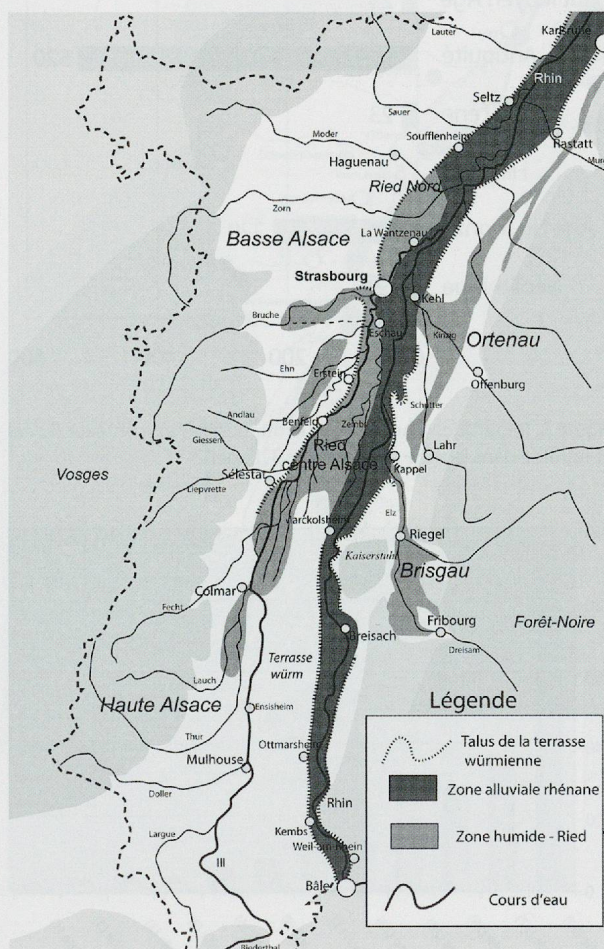 Lauter
Karlsruhe
Rhin
Seltz
Sauer
Soufflenheim
Rastatt
Moder
Haguenau
Ried Nord
Zorn
La Wantzenau
Basse Alsace
Strasbourg
Kehl
Bruche
Eschau
Kinzig
Ortenau
Ehn
Erstein
Offenburg
Schutter
Andlau
Benfeld
Zembs
Giessen
Ried
centre Alsace
Lahr
Kappel
Vosges
Sélestat
Liepvrette
Elz
Marckolsheim
Riegel
Kaiserstuhl
Brisgau
Colmar
Fecht
Fribourg
Forêt-Noire
Breisach
Dreisam
Terrasse
würm
Lauch
Haute Alsace
Ensisheim
Thur
Ottmarsheim
Mulhouse
Doller
Rhin
Largue
Kembs
Weil-am-Rhein
Ill
Bâle
Biederthal
Légende
Talus de la terrasse
würmienne
Zone alluviale rhénane
Zone humide - Ried
Cours d'eau